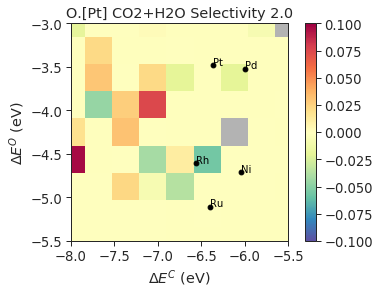 O.[Pt] CO2+H2O Selectivity 2.0
−3.0
−3.5
−4.0
−4.5
−5.0
−5.5
ΔE^O (eV)
Pt
Pd
Rh
Ni
Ru
−8.0 −7.5 −7.0 −6.5 −6.0 −5.5
ΔE^C (eV)
0.100
0.075
0.050
0.025
0.000
−0.025
−0.050
−0.075
−0.100